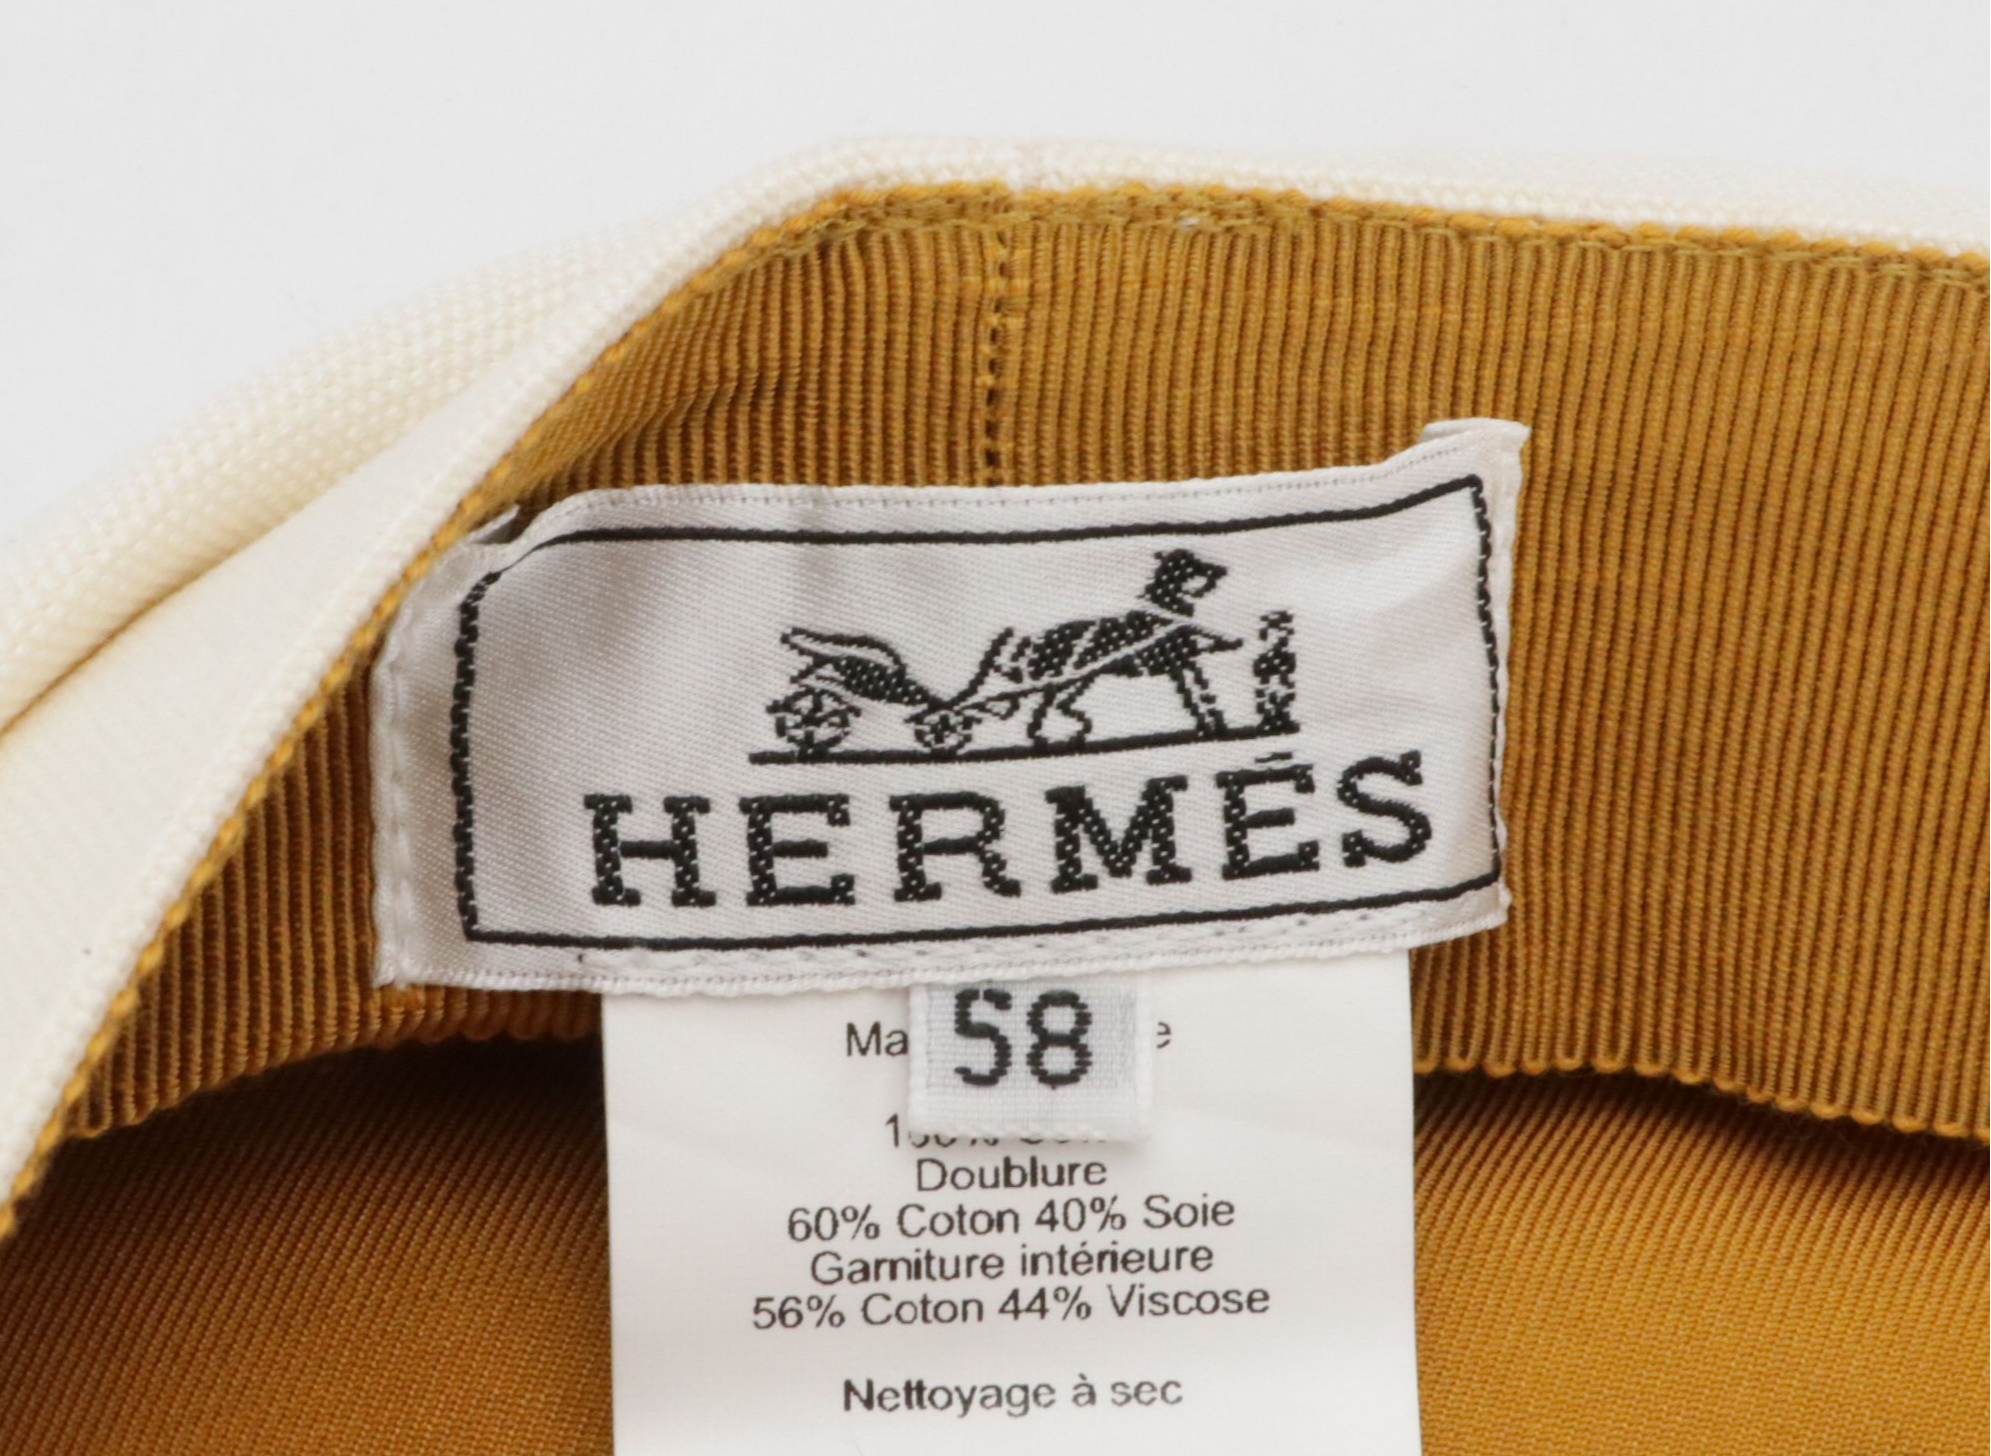 HERMÈS
58
Doublure
60% Coton 40% Soie
Garniture intérieure
56% Coton 44% Viscose
Nettoyage à sec